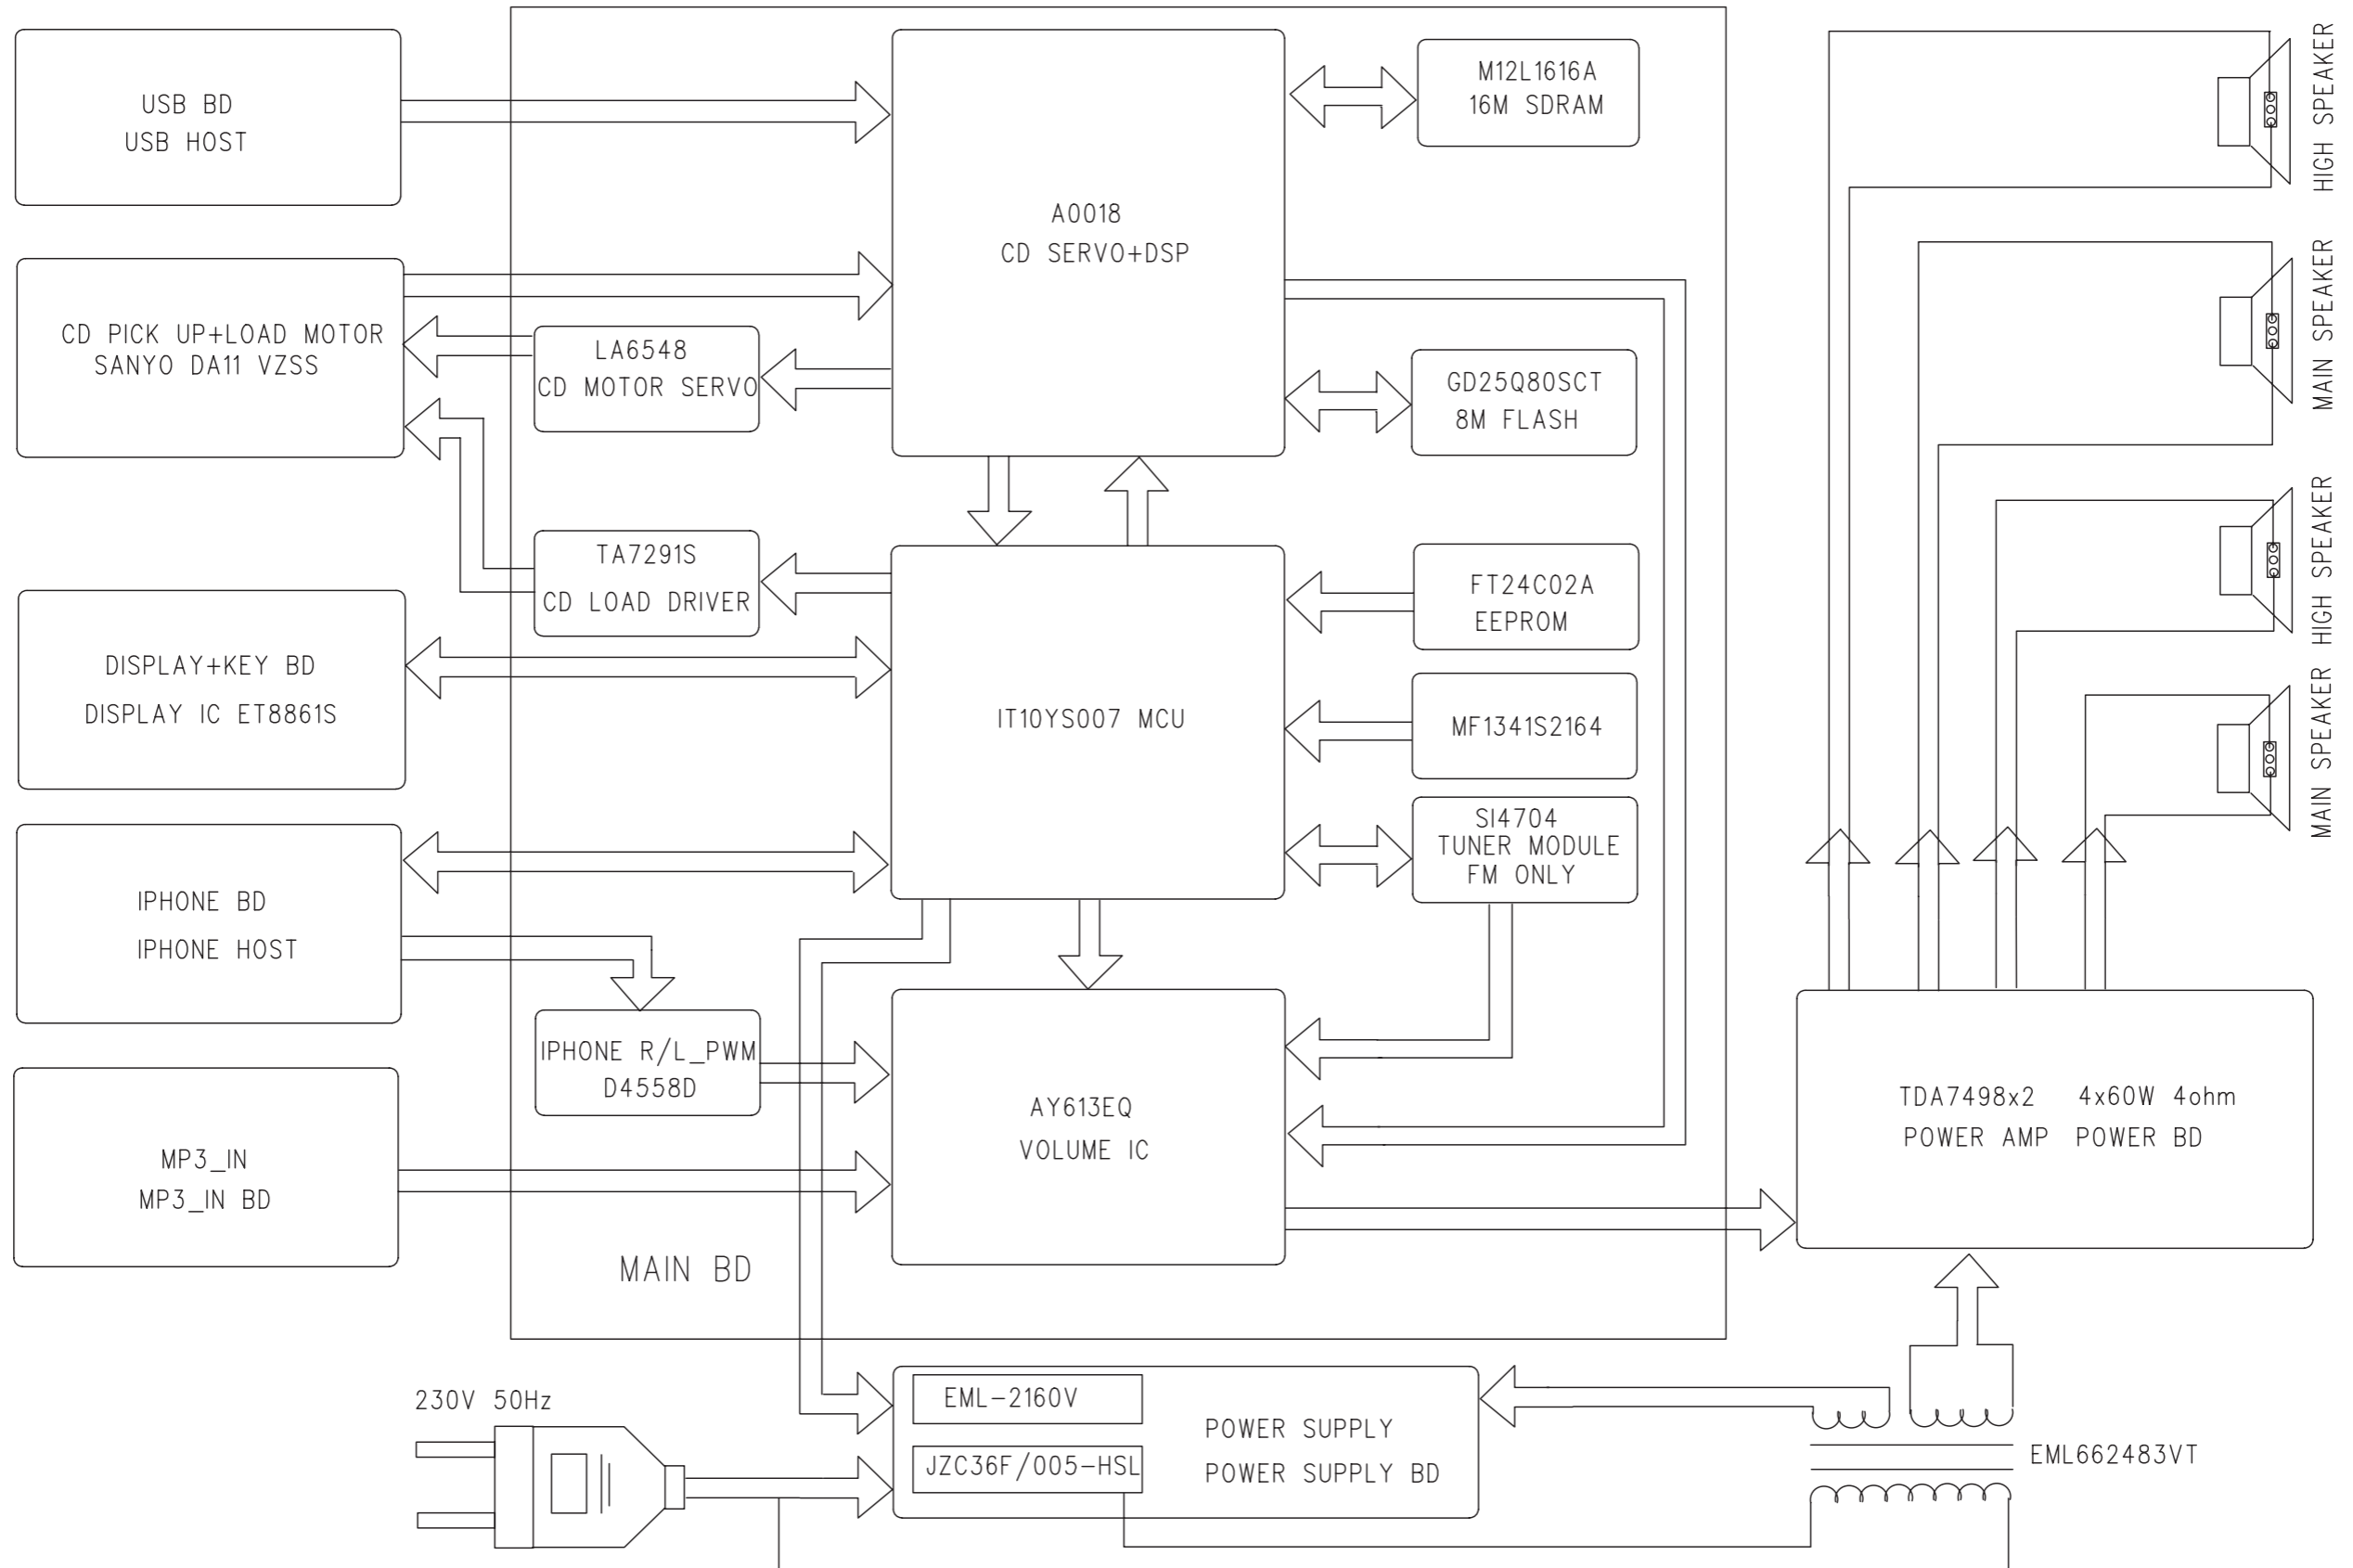 USB BD
USB HOST
CD PICK UP+LOAD MOTOR
SANYO DA11 VZSS
DISPLAY+KEY BD
DISPLAY IC ET8861S
IPHONE BD
IPHONE HOST
MP3_IN
MP3_IN BD
LA6548
CD MOTOR SERVO
TA7291S
CD LOAD DRIVER
IPHONE R/L_PWM
D4558D
MAIN BD
A0018
CD SERVO+DSP
IT10YS007 MCU
AY613EQ
VOLUME IC
M12L1616A
16M SDRAM
GD25Q80SCT
8M FLASH
FT24C02A
EEPROM
MF1341S2164
SI4704
TUNER MODULE
FM ONLY
HIGH SPEAKER
MAIN SPEAKER
HIGH SPEAKER
MAIN SPEAKER
TDA7498x2 4x60W 4ohm
POWER AMP POWER BD
230V 50Hz
EML-2160V
JZC36F/005-HSL
POWER SUPPLY
POWER SUPPLY BD
EML662483VT